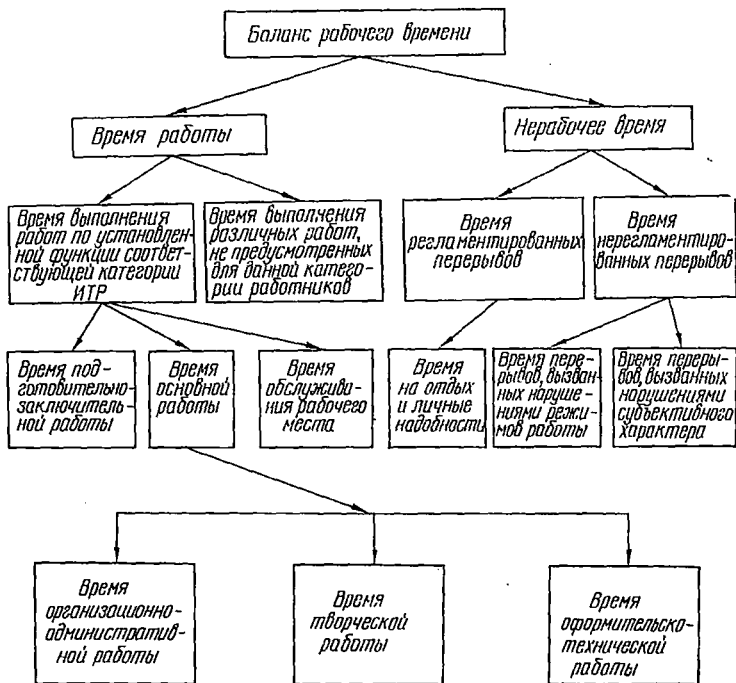 Баланс рабочего времени
Время работы
Нерабочее время
Время выполнения
работ по установлен-
ной функции соответ-
ствующей категории
ИТР
Время выполнения
различных работ,
не предусмотренных
для данной катего-
рии работников
Время
регламентированных
перерывов
Время
нерегламентиро-
ванных перерывов
Время под-
готовительно-
заключитель-
ной работы
Время
основной
работы
Время
обслужива-
ния рабочего
места
Время
на отдых
и личные
надобности
Время пере-
рывов, вызван-
ных наруше-
ниями режи-
мов работы
Время переры-
вов, вызванных
нарушениями
субъективного
характера
Время
организационно-
административ-
ной работы
Время
творческой
работы
Время
оформительско-
технической
работы